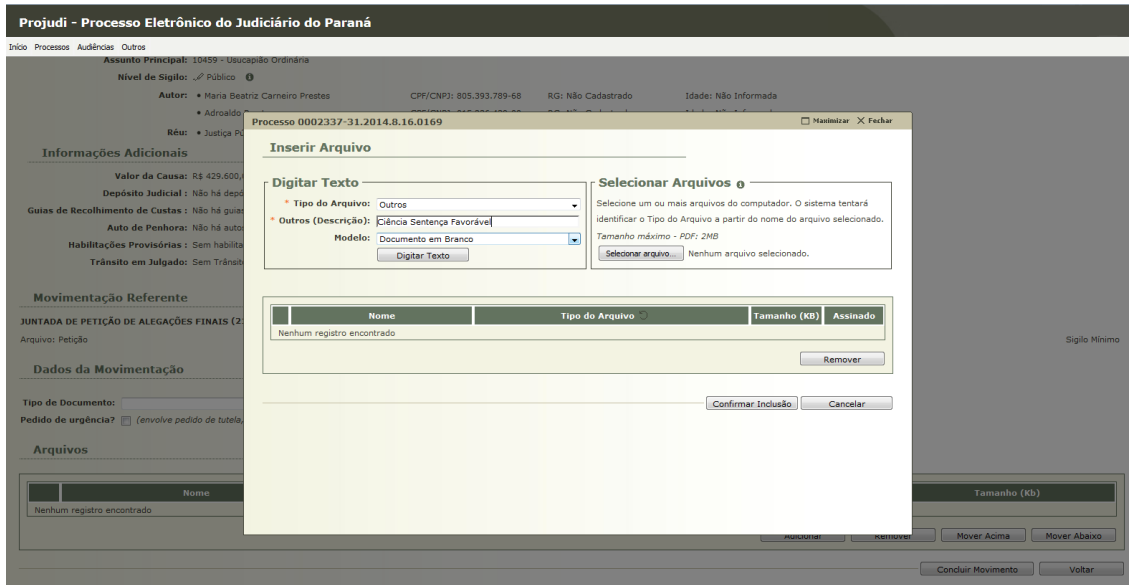 Projudi - Processo Eletrônico do Judiciário do Paraná
Início Processos Audiências Outros
Assunto Principal: 10459 - Usucapião Ordinária
Nível de Sigilo: Público
Autor: • Maria Beatriz Carneiro Prestes CPF/CNPJ: 805.393.789-68 RG: Não Cadastrado Idade: Não Informada
• Adroaldo
Réu: • Justiça
Processo 0002337-31.2014.8.16.0169 Maximizar Fechar
Inserir Arquivo
Digitar Texto
* Tipo do Arquivo: Outros
* Outros (Descrição): Ciência Sentença Favorável
Modelo: Documento em Branco
Digitar Texto
Selecionar Arquivos
Selecione um ou mais arquivos do computador. O sistema tentará
identificar o Tipo do Arquivo a partir do nome do arquivo selecionado.
Tamanho máximo - PDF: 2MB
Selecionar arquivo... Nenhum arquivo selecionado.
Nome Tipo do Arquivo Tamanho (KB) Assinado
Nenhum registro encontrado
Remover
Confirmar Inclusão Cancelar
Informações Adicionais
Valor da Causa: R$ 429.600,
Depósito Judicial : Não há depó
Guias de Recolhimento de Custas : Não há guias
Auto de Penhora: Não há auto
Habilitações Provisórias : Sem habilita
Trânsito em Julgado: Sem Trânsit
Movimentação Referente
JUNTADA DE PETIÇÃO DE ALEGAÇÕES FINAIS (2
Arquivo: Petição Sigilo Mínimo
Dados da Movimentação
Tipo de Documento:
Pedido de urgência? (envolve pedido de tutela,
Arquivos
Nome Tamanho (Kb)
Nenhum registro encontrado
Adicionar Remover Mover Acima Mover Abaixo
Concluir Movimento Voltar